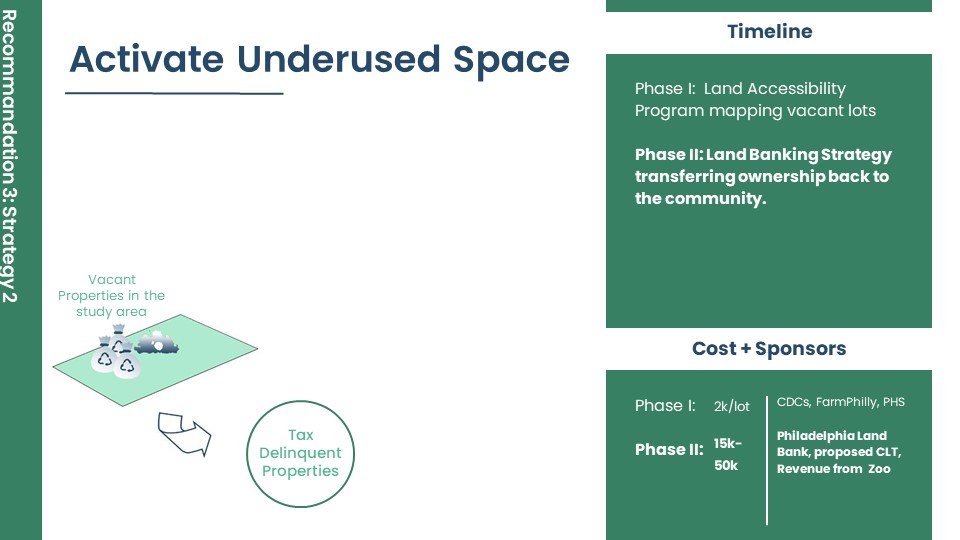 Recommandation 3: Strategy 2
Activate Underused Space
Vacant
Properties in the
study area
Tax
Delinquent
Properties
Timeline
Phase I:  Land Accessibility
Program mapping vacant lots
Phase II: Land Banking Strategy
transferring ownership back to
the community.
Cost + Sponsors
Phase I: 2k/lot
Phase II: 15k-
50k
CDCs, FarmPhilly, PHS
Philadelphia Land
Bank, proposed CLT,
Revenue from  Zoo